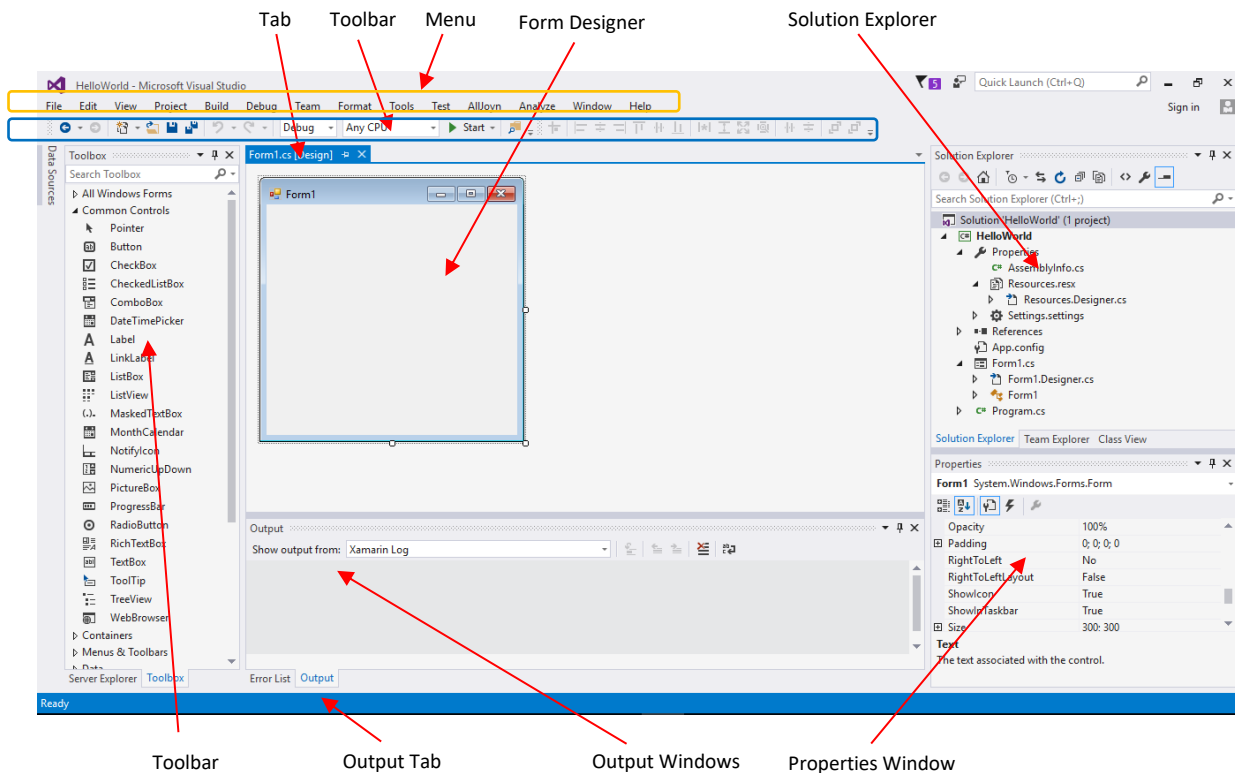 Tab Toolbar Menu Form Designer Solution Explorer
HelloWorld - Microsoft Visual Studio
5 Quick Launch (Ctrl+Q)
File Edit View Project Build Debug Team Format Tools Test AllJoyn Analyze Window Help
Sign in
Debug Any CPU Start
Data Sources
Toolbox
Search Toolbox
All Windows Forms
Common Controls
Pointer
Button
CheckBox
CheckedListBox
ComboBox
DateTimePicker
Label
LinkLabel
ListBox
ListView
MaskedTextBox
MonthCalendar
NotifyIcon
NumericUpDown
PictureBox
ProgressBar
RadioButton
RichTextBox
TextBox
ToolTip
TreeView
WebBrowser
Containers
Menus & Toolbars
Data
Server Explorer Toolbox
Form1.cs [Design]
Form1
Output
Show output from: Xamarin Log
Error List Output
Solution Explorer
Search Solution Explorer (Ctrl+;)
Solution 'HelloWorld' (1 project)
HelloWorld
Properties
AssemblyInfo.cs
Resources.resx
Resources.Designer.cs
Settings.settings
References
App.config
Form1.cs
Form1.Designer.cs
Form1
Program.cs
Solution Explorer Team Explorer Class View
Properties
Form1 System.Windows.Forms.Form
Opacity 100%
Padding 0; 0; 0; 0
RightToLeft No
RightToLeftLayout False
ShowIcon True
ShowInTaskbar True
Size 300; 300
Text
The text associated with the control.
Ready
Toolbar Output Tab Output Windows Properties Window